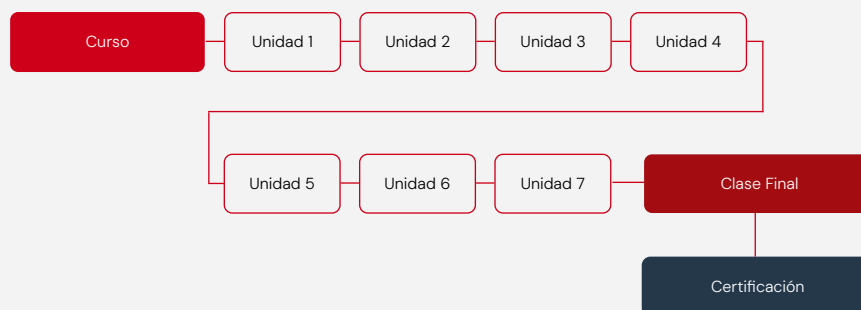 Curso
Unidad 1
Unidad 2
Unidad 3
Unidad 4
Unidad 5
Unidad 6
Unidad 7
Clase Final
Certificación